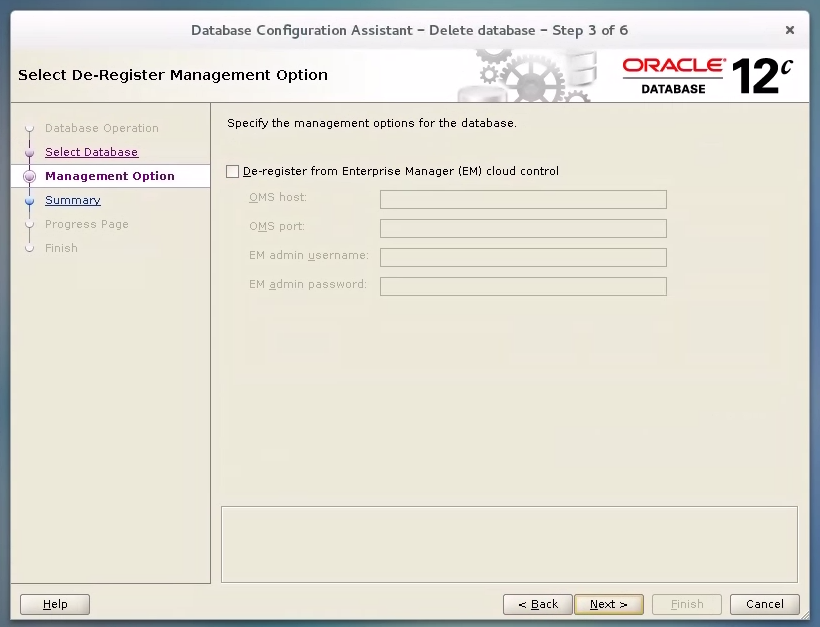 Database Configuration Assistant – Delete database – Step 3 of 6
Select De-Register Management Option
ORACLE
DATABASE
12c
Database Operation
Select Database
Management Option
Summary
Progress Page
Finish
Specify the management options for the database.
De-register from Enterprise Manager (EM) cloud control
OMS host:
OMS port:
EM admin username:
EM admin password:
Help
< Back
Next >
Finish
Cancel